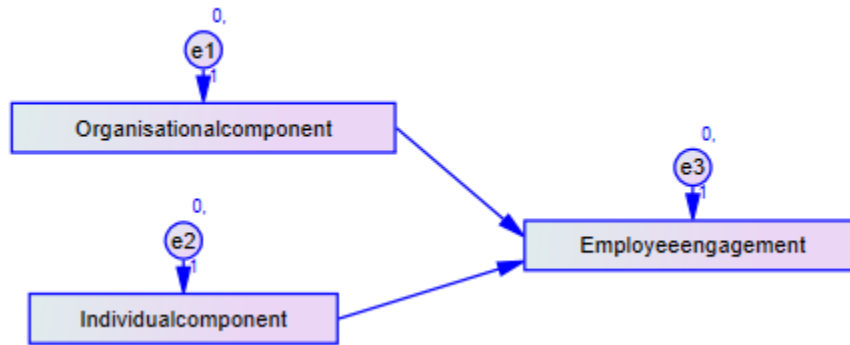 0,
e1
1
Organisationalcomponent
0,
e3
1
Employeeengagement
0,
e2
1
Individualcomponent